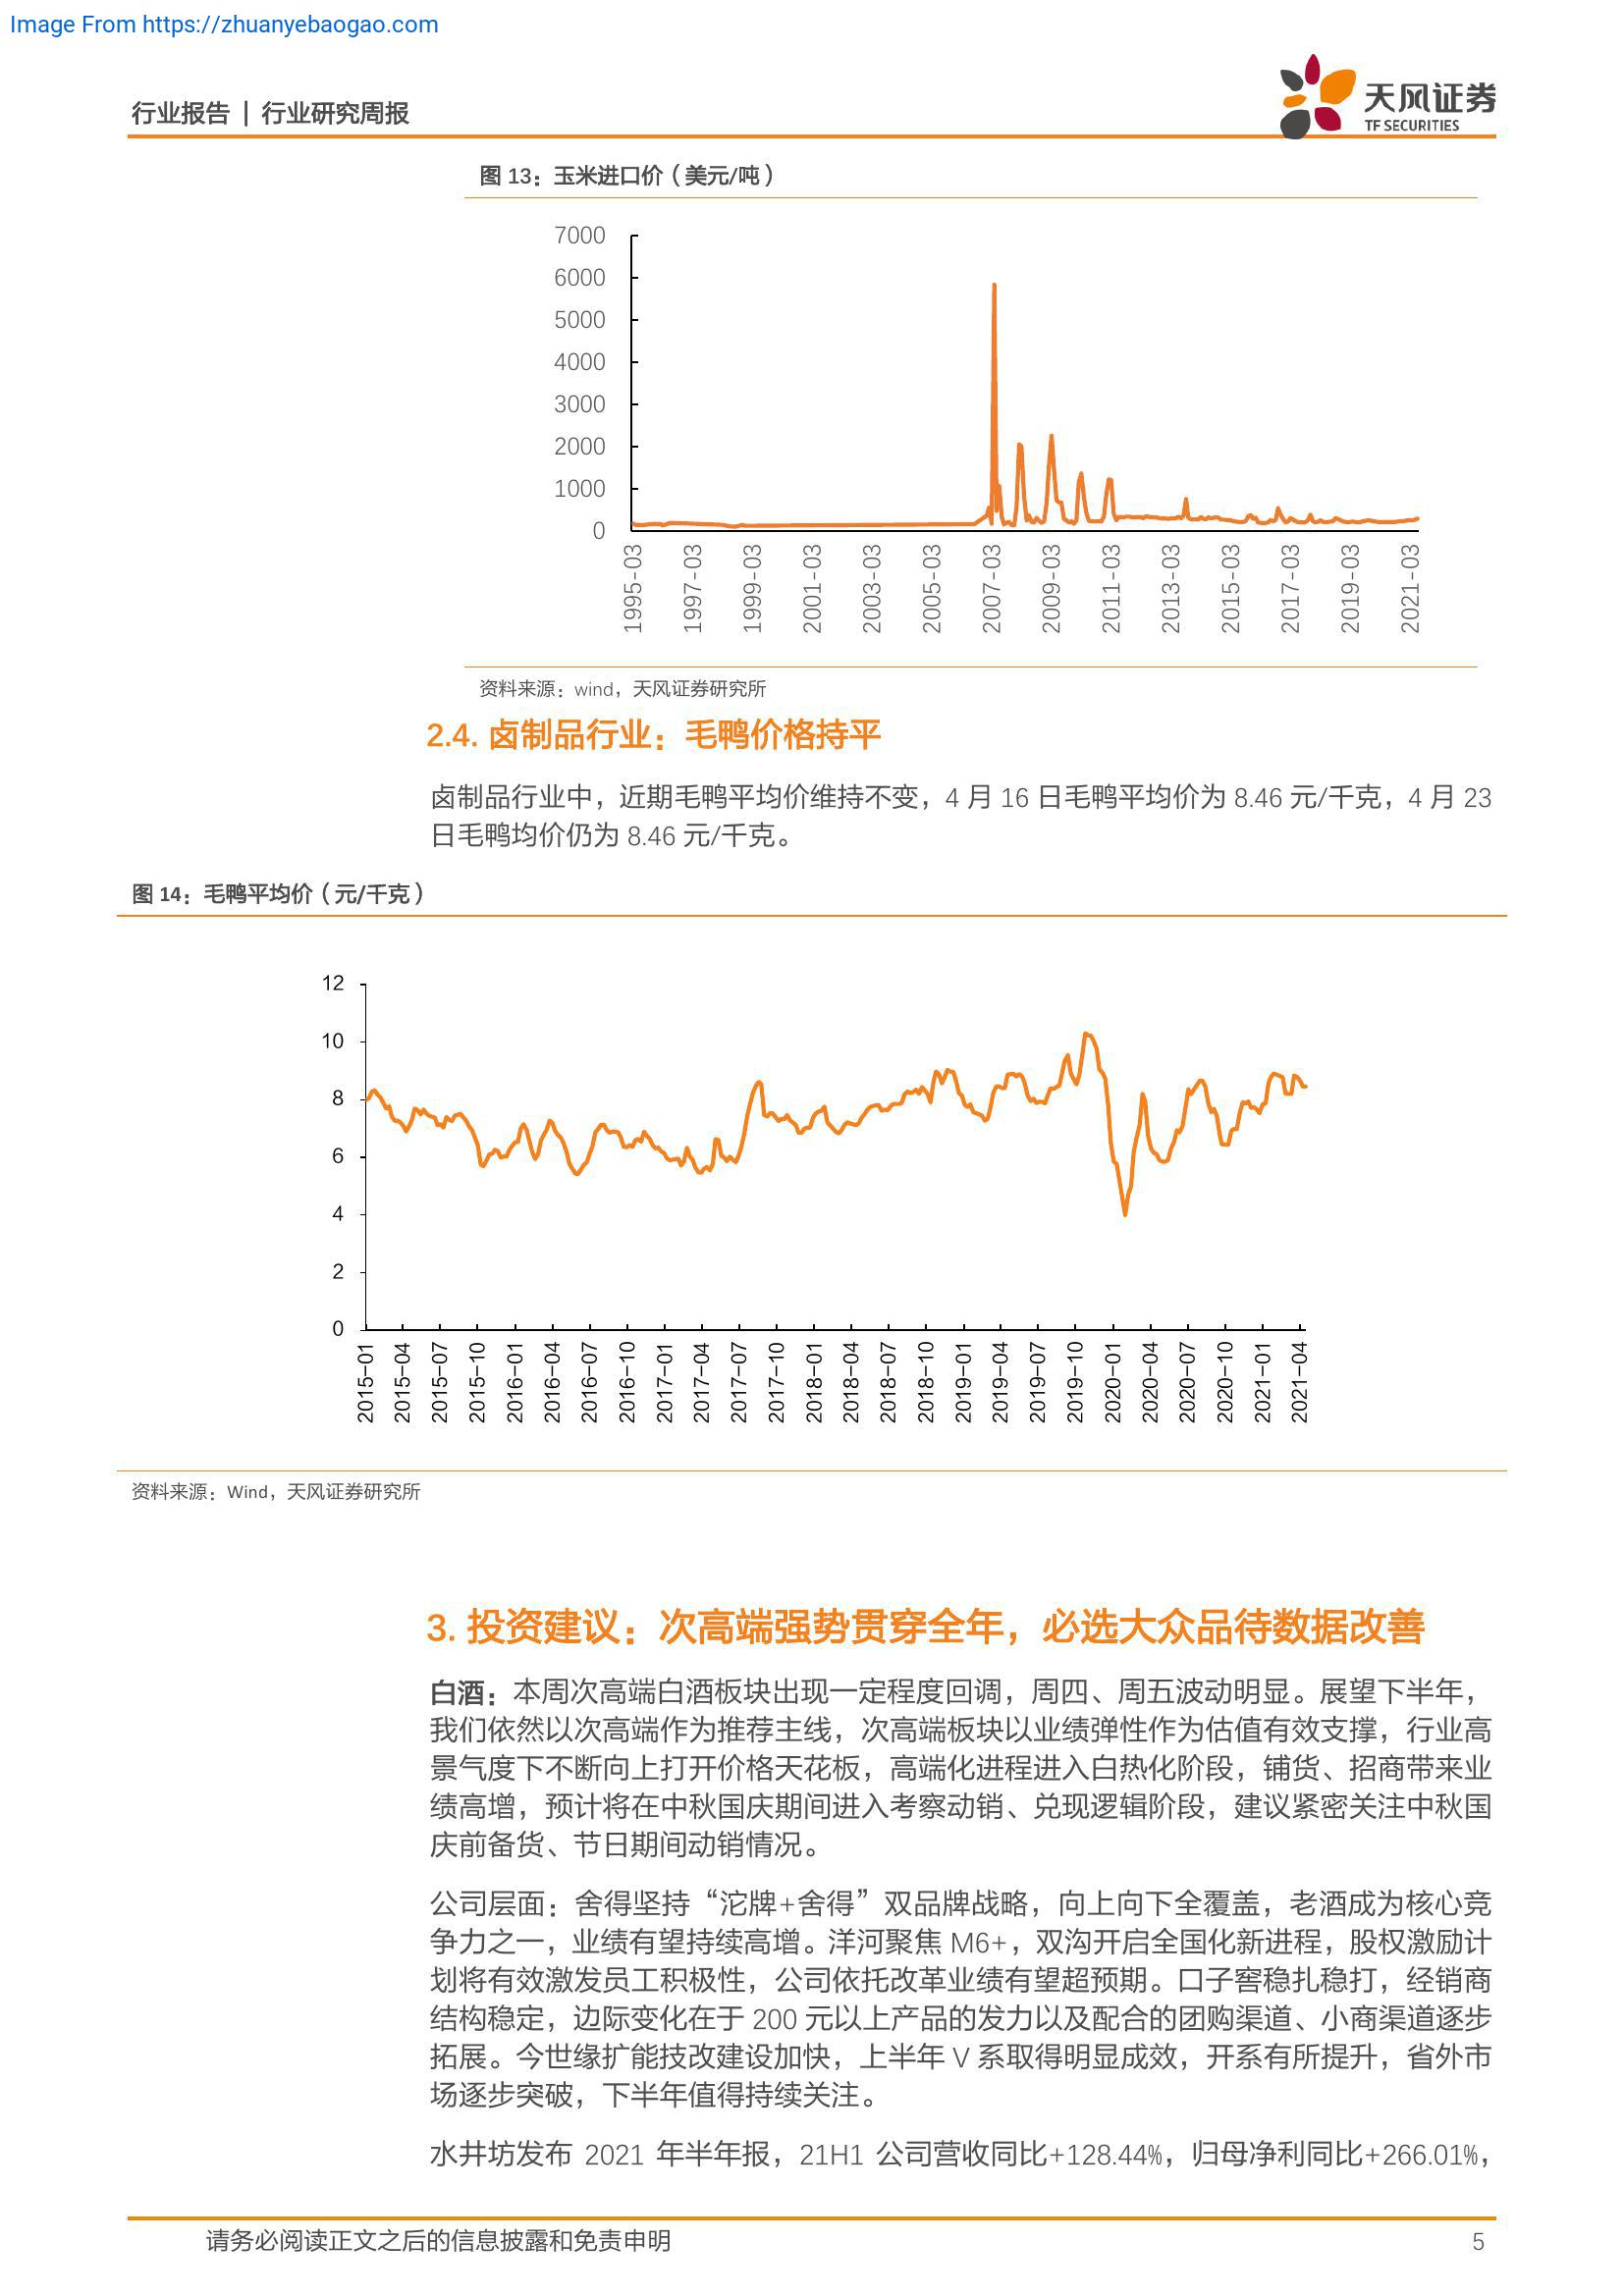 Image From https://zhuanyebaogao.com
行业报告 | 行业研究周报
天风证券
TF SECURITIES
图 13：玉米进口价（美元/吨）
7000
6000
5000
4000
3000
2000
1000
0
1995-03 1997-03 1999-03 2001-03 2003-03 2005-03 2007-03 2009-03 2011-03 2013-03 2015-03 2017-03 2019-03 2021-03
资料来源：wind，天风证券研究所
2.4. 卤制品行业：毛鸭价格持平
卤制品行业中，近期毛鸭平均价维持不变，4 月 16 日毛鸭平均价为 8.46 元/千克，4 月 23
日毛鸭均价仍为 8.46 元/千克。
图 14：毛鸭平均价（元/千克）
12
10
8
6
4
2
0
2015-01 2015-04 2015-07 2015-10 2016-01 2016-04 2016-07 2016-10 2017-01 2017-04 2017-07 2017-10 2018-01 2018-04 2018-07 2018-10 2019-01 2019-04 2019-07 2019-10 2020-01 2020-04 2020-07 2020-10 2021-01 2021-04
资料来源：Wind，天风证券研究所
3. 投资建议：次高端强势贯穿全年，必选大众品待数据改善
白酒：本周次高端白酒板块出现一定程度回调，周四、周五波动明显。展望下半年，
我们依然以次高端作为推荐主线，次高端板块以业绩弹性作为估值有效支撑，行业高
景气度下不断向上打开价格天花板，高端化进程进入白热化阶段，铺货、招商带来业
绩高增，预计将在中秋国庆期间进入考察动销、兑现逻辑阶段，建议紧密关注中秋国
庆前备货、节日期间动销情况。
公司层面：舍得坚持“沱牌+舍得”双品牌战略，向上向下全覆盖，老酒成为核心竞
争力之一，业绩有望持续高增。洋河聚焦 M6+，双沟开启全国化新进程，股权激励计
划将有效激发员工积极性，公司依托改革业绩有望超预期。口子窖稳扎稳打，经销商
结构稳定，边际变化在于 200 元以上产品的发力以及配合的团购渠道、小商渠道逐步
拓展。今世缘扩能技改建设加快，上半年 V 系取得明显成效，开系有所提升，省外市
场逐步突破，下半年值得持续关注。
水井坊发布 2021 年半年报，21H1 公司营收同比+128.44%，归母净利同比+266.01%，
请务必阅读正文之后的信息披露和免责申明
5